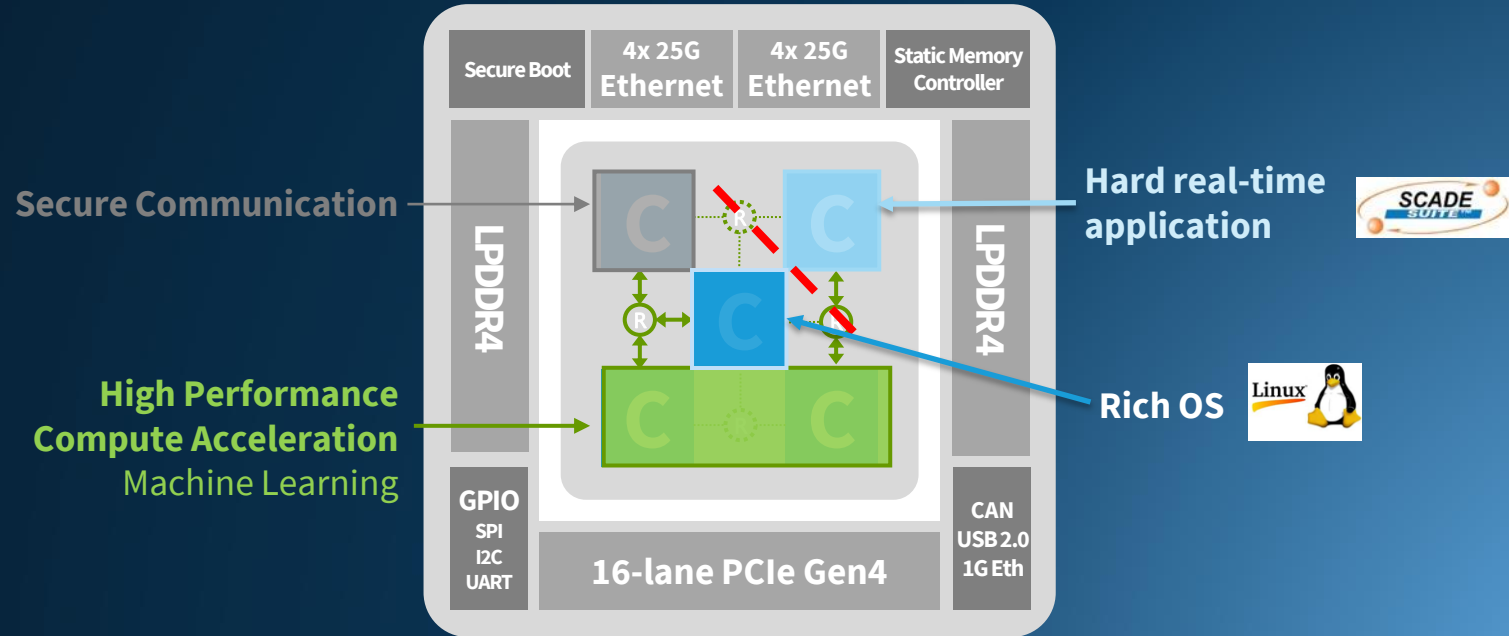 Secure Boot
4x 25G
Ethernet
4x 25G
Ethernet
Static Memory
Controller
Secure Communication
LPDDR4
C
R
C
LPDDR4
Hard real-time
application
SCADE
SUITE™
R
C
R
High Performance
Compute Acceleration
Machine Learning
C
R
C
Rich OS
Linux
GPIO
SPI
I2C
UART
16-lane PCIe Gen4
CAN
USB 2.0
1G Eth